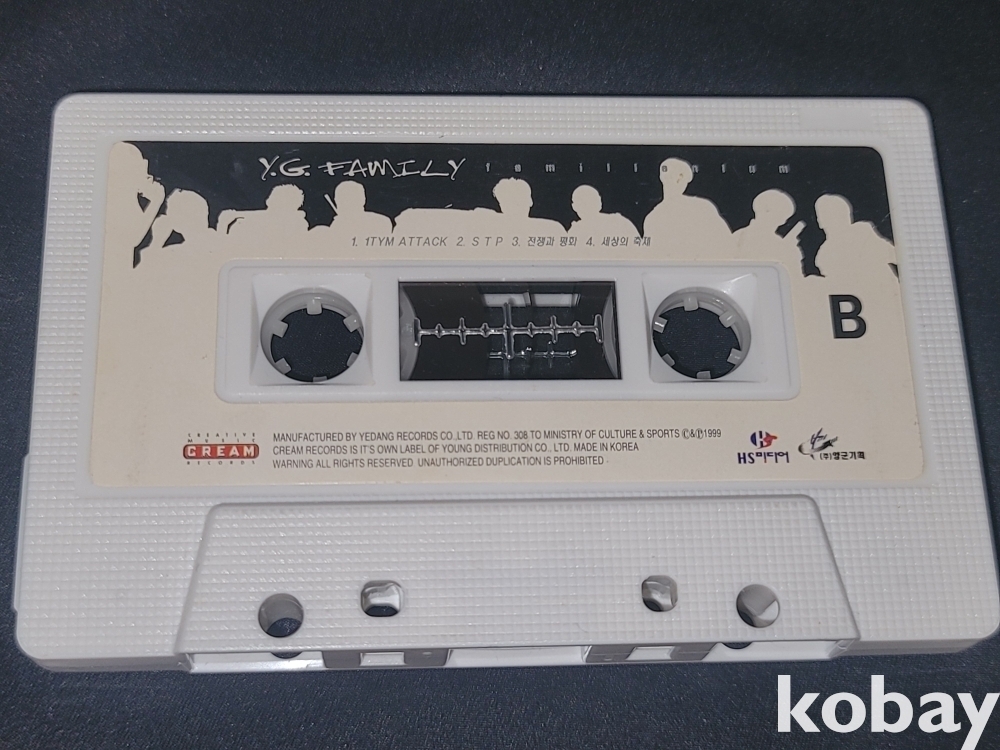 Y.G. FAMILY famillenium
1. 1TYM ATTACK 2. S T P 3. 전쟁과 평화 4. 세상의 축제
B
CREATIVE
MUSIC
CREAM
RECORDS
MANUFACTURED BY YEDANG RECORDS CO.,LTD. REG NO. 308 TO MINISTRY OF CULTURE & SPORTS Ⓒ&Ⓟ1999
CREAM RECORDS IS IT'S OWN LABEL OF YOUNG DISTRIBUTION CO., LTD. MADE IN KOREA
WARNING ALL RIGHTS RESERVED. UNAUTHORIZED DUPLICATION IS PROHIBITED.
HS미디어
(주)양군기획
kobay